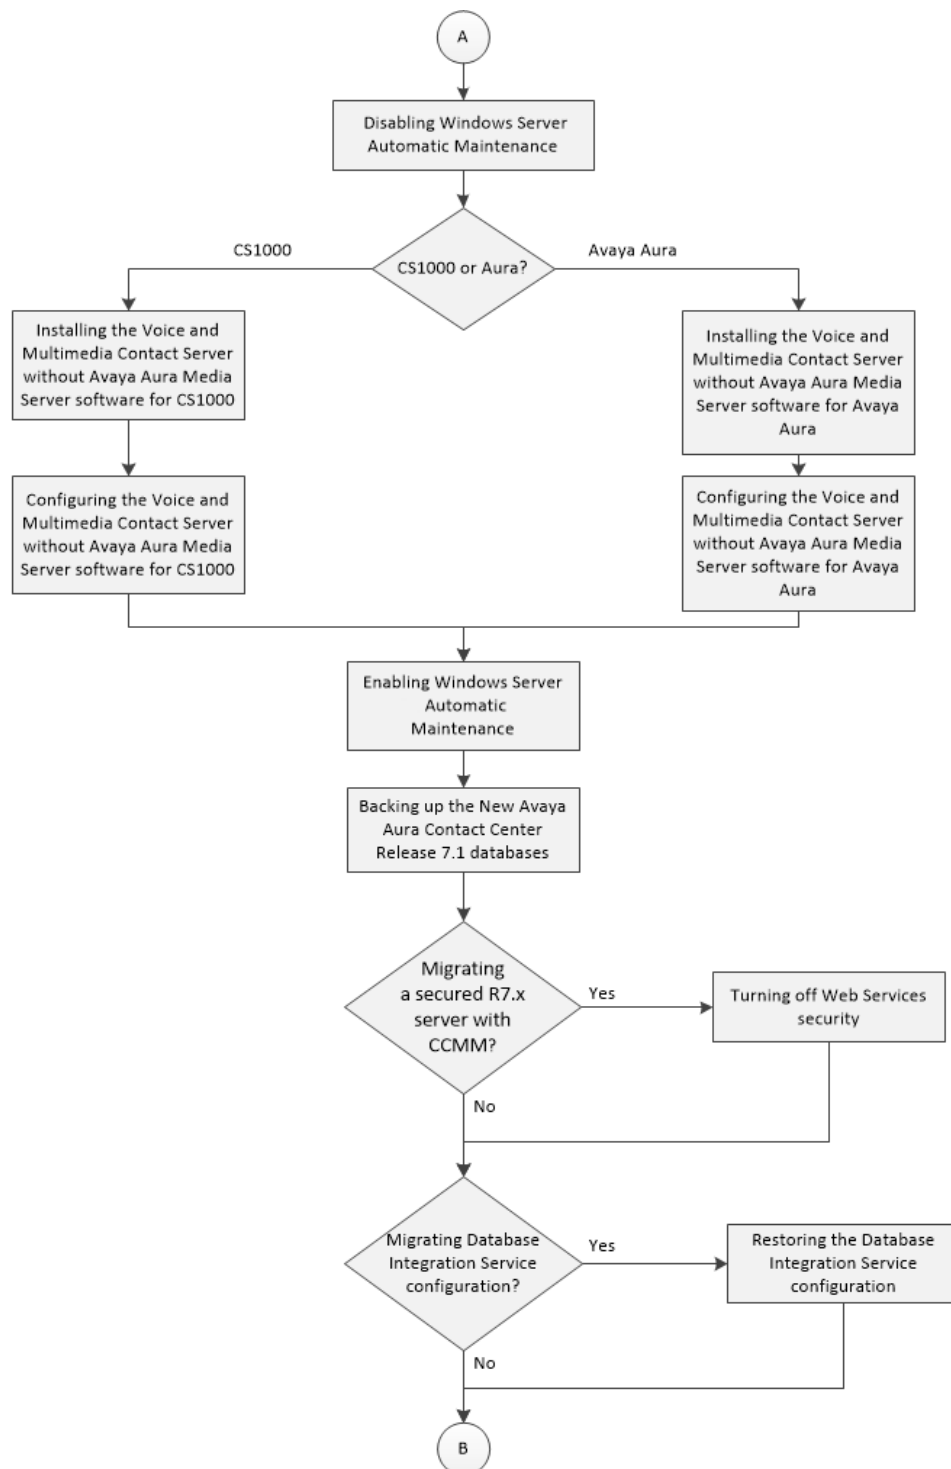 A
Disabling Windows Server
Automatic Maintenance
CS1000
CS1000 or Aura?
Avaya Aura
Installing the Voice and
Multimedia Contact Server
without Avaya Aura Media
Server software for CS1000
Installing the Voice and
Multimedia Contact Server
without Avaya Aura Media
Server software for Avaya
Aura
Configuring the Voice and
Multimedia Contact Server
without Avaya Aura Media
Server software for CS1000
Configuring the Voice and
Multimedia Contact Server
without Avaya Aura Media
Server software for Avaya
Aura
Enabling Windows Server
Automatic
Maintenance
Backing up the New Avaya
Aura Contact Center
Release 7.1 databases
Migrating
a secured R7.x
server with
CCMM?
Yes
Turning off Web Services
security
No
Migrating Database
Integration Service
configuration?
Yes
Restoring the Database
Integration Service
configuration
No
B